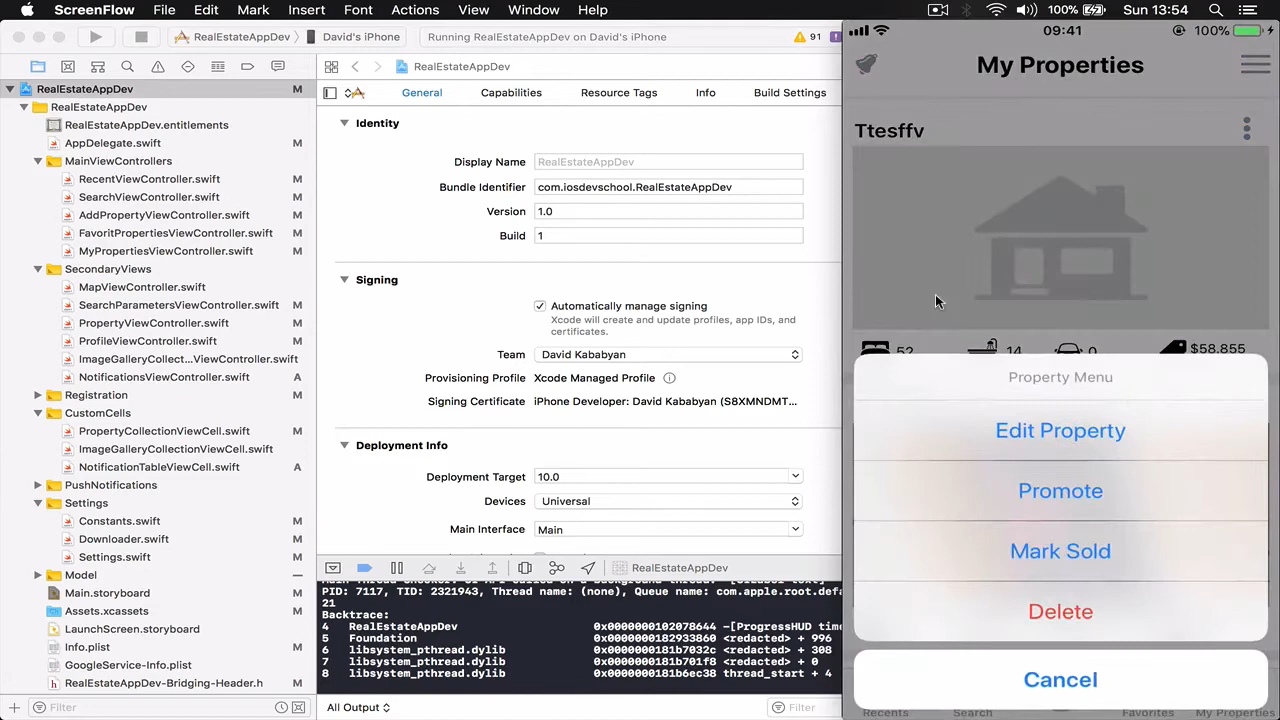 ScreenFlow File Edit Mark Insert Font Actions View Window Help 100% Sun 13:54
RealEstateAppDev David's iPhone Running RealEstateAppDev on David's iPhone 91
RealEstateAppDev
General Capabilities Resource Tags Info Build Settings
RealEstateAppDev M
RealEstateAppDev
RealEstateAppDev.entitlements
AppDelegate.swift M
MainViewControllers
RecentViewController.swift M
SearchViewController.swift M
AddPropertyViewController.swift M
FavoritPropertiesViewController.swift M
MyPropertiesViewController.swift M
SecondaryViews
MapViewController.swift M
SearchParametersViewController.swift M
PropertyViewController.swift M
ProfileViewController.swift M
ImageGalleryCollect...ViewController.swift M
NotificationsViewController.swift A
Registration M
CustomCells
PropertyCollectionViewCell.swift M
ImageGalleryCollectionViewCell.swift M
NotificationTableViewCell.swift A
PushNotifications M
Settings
Constants.swift M
Downloader.swift M
Settings.swift M
Model
Main.storyboard M
Assets.xcassets M
LaunchScreen.storyboard
Info.plist M
GoogleService-Info.plist M
RealEstateAppDev-Bridging-Header.h M
Filter
Identity
Display Name RealEstateAppDev
Bundle Identifier com.iosdevschool.RealEstateAppDev
Version 1.0
Build 1
Signing
Automatically manage signing
Xcode will create and update profiles, app IDs, and
certificates.
Team David Kababyan
Provisioning Profile Xcode Managed Profile
Signing Certificate iPhone Developer: David Kababyan (S8XMNDMT...
Deployment Info
Deployment Target 10.0
Devices Universal
Main Interface Main
RealEstateAppDev
PID: 7117, TID: 2321943, Thread name: (none), Queue name: com.apple.root.defa
21
Backtrace:
4 RealEstateAppDev 0x0000000102078644 -[ProgressHUD time
5 Foundation 0x0000000182933860 <redacted> + 996
6 libsystem_pthread.dylib 0x0000000181b7032c <redacted> + 308
7 libsystem_pthread.dylib 0x0000000181b701f8 <redacted> + 0
8 libsystem_pthread.dylib 0x0000000181b6ec38 thread_start + 4
All Output Filter
09:41 100%
My Properties
Ttesffv
52 14 0 $58,855
Property Menu
Edit Property
Promote
Mark Sold
Delete
Cancel
Recents Search Favorites My Properties